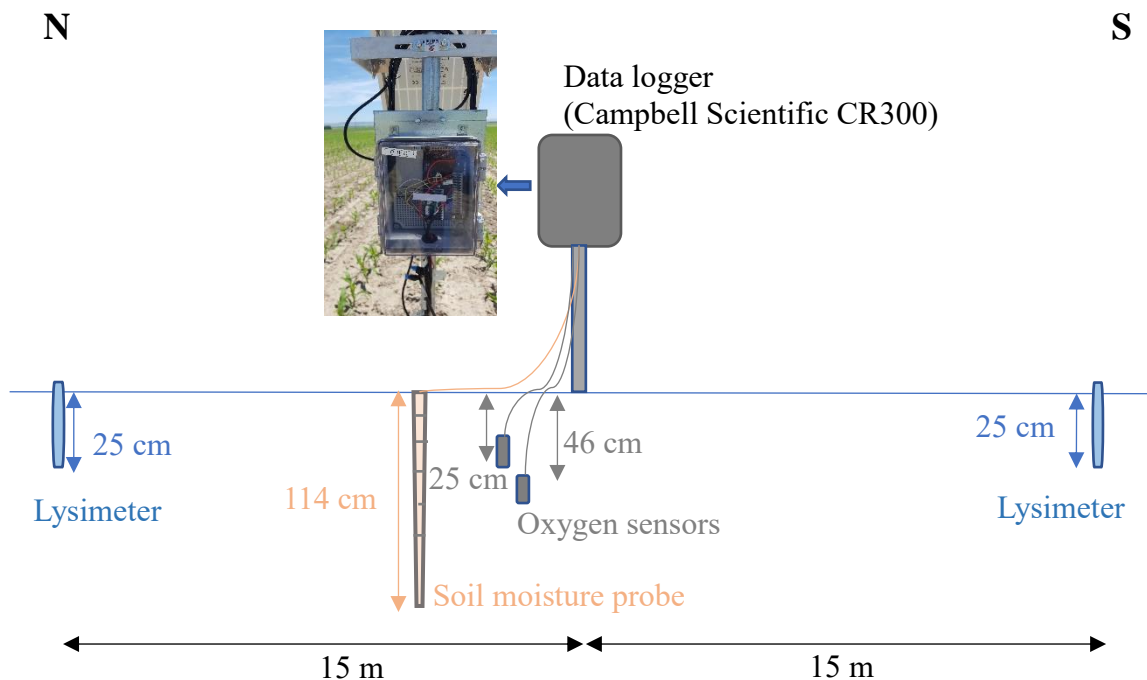 N
S
Data logger
(Campbell Scientific CR300)
25 cm
46 cm
25 cm
25 cm
114 cm
Lysimeter
Oxygen sensors
Lysimeter
Soil moisture probe
15 m
15 m